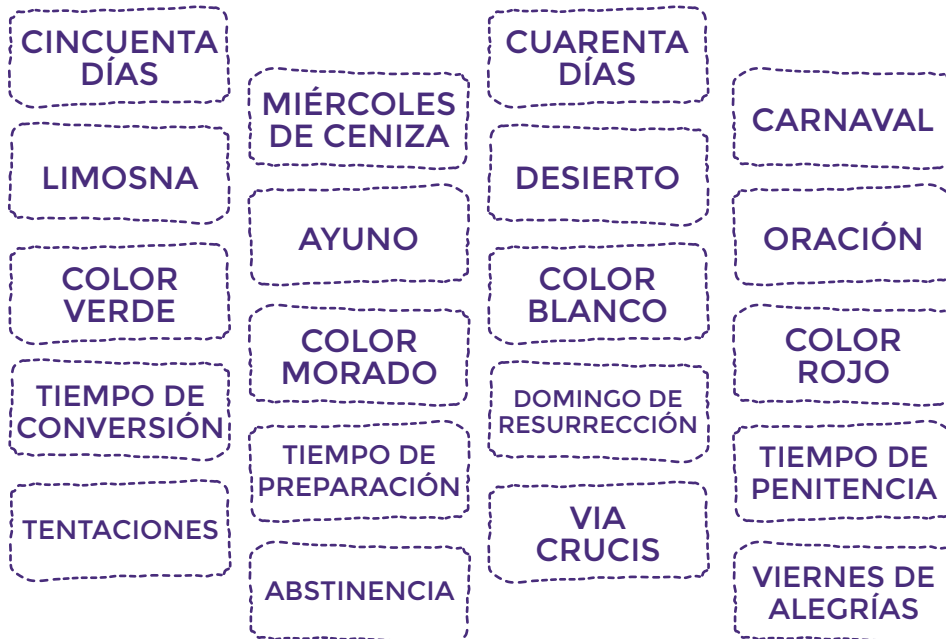 CINCUENTA
DÍAS
CUARENTA
DÍAS
MIÉRCOLES
DE CENIZA
CARNAVAL
LIMOSNA
DESIERTO
AYUNO
ORACIÓN
COLOR
VERDE
COLOR
BLANCO
COLOR
MORADO
COLOR
ROJO
TIEMPO DE
CONVERSIÓN
DOMINGO DE
RESURRECCIÓN
TIEMPO DE
PREPARACIÓN
TIEMPO DE
PENITENCIA
TENTACIONES
VIA
CRUCIS
ABSTINENCIA
VIERNES DE
ALEGRÍAS